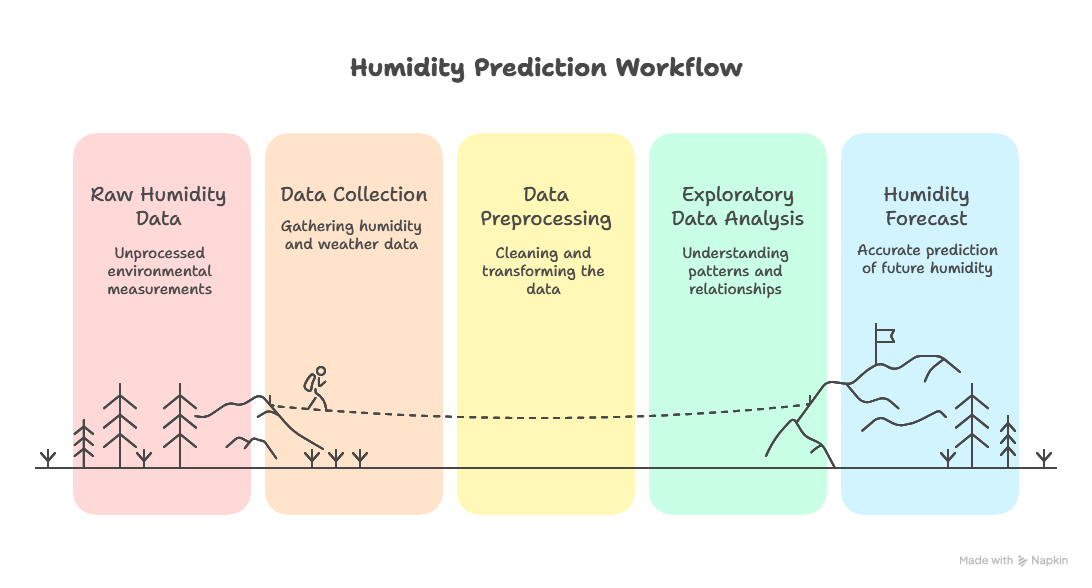 Humidity Prediction Workflow
Raw Humidity
Data
Unprocessed
environmental
measurements
Data Collection
Gathering humidity
and weather data
Data
Preprocessing
Cleaning and
transforming the
data
Exploratory
Data Analysis
Understanding
patterns and
relationships
Humidity
Forecast
Accurate prediction
of future humidity
Made with Napkin